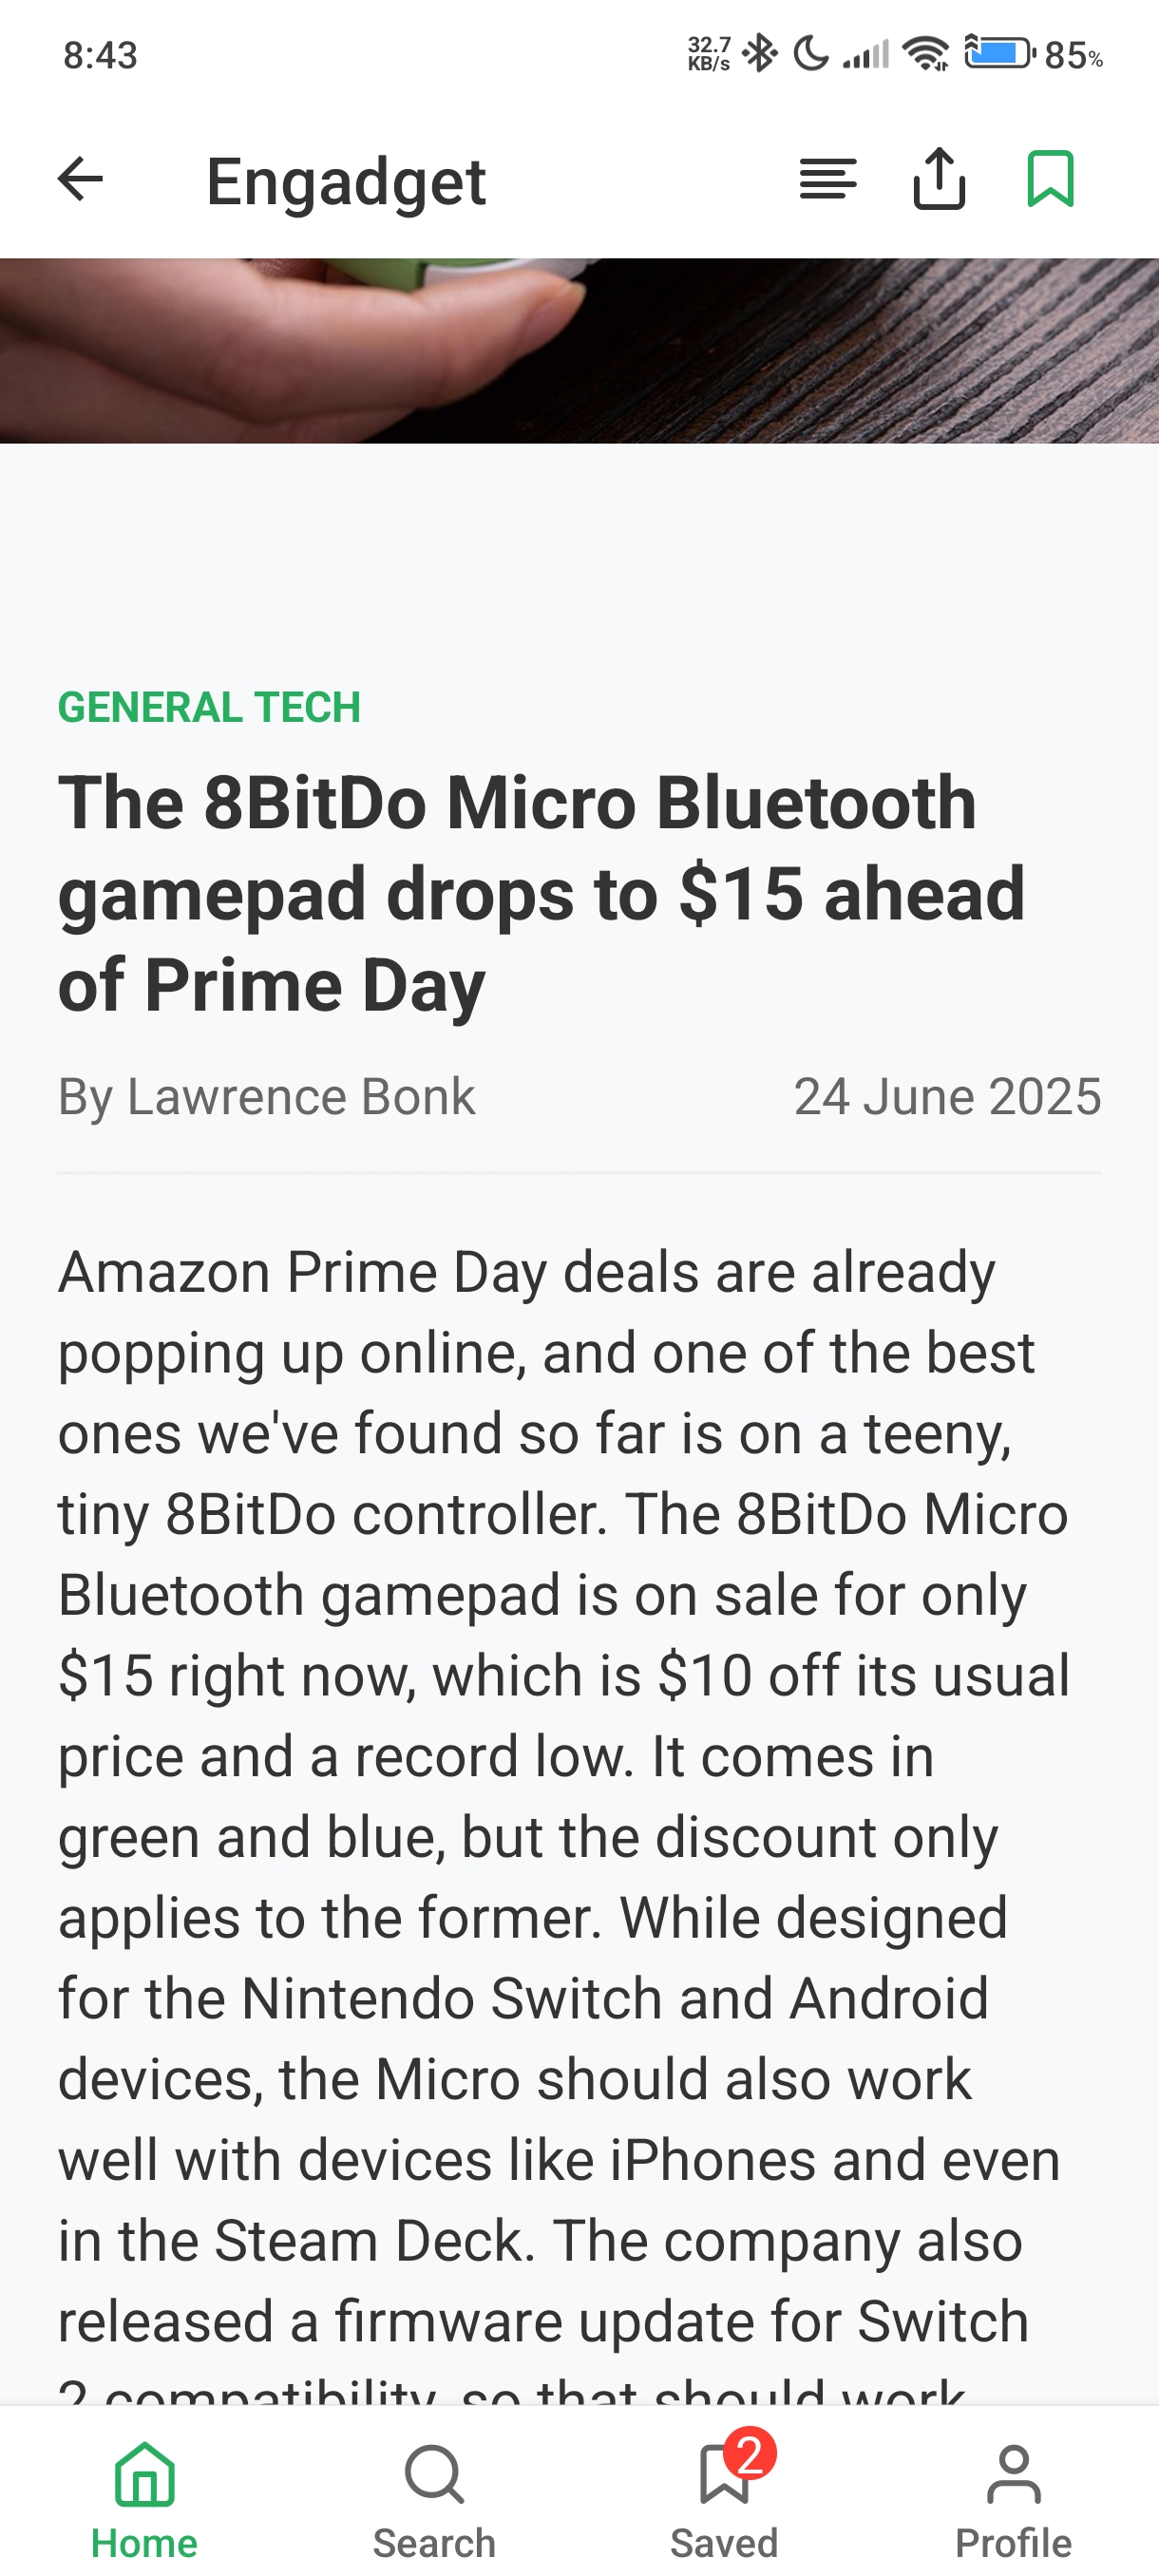 8:43
32.7
KB/s
85%
Engadget
GENERAL TECH
The 8BitDo Micro Bluetooth
gamepad drops to $15 ahead
of Prime Day
By Lawrence Bonk
24 June 2025
Amazon Prime Day deals are already
popping up online, and one of the best
ones we've found so far is on a teeny,
tiny 8BitDo controller. The 8BitDo Micro
Bluetooth gamepad is on sale for only
$15 right now, which is $10 off its usual
price and a record low. It comes in
green and blue, but the discount only
applies to the former. While designed
for the Nintendo Switch and Android
devices, the Micro should also work
well with devices like iPhones and even
in the Steam Deck. The company also
released a firmware update for Switch
2 compatibility, so that should work
2
Home
Search
Saved
Profile